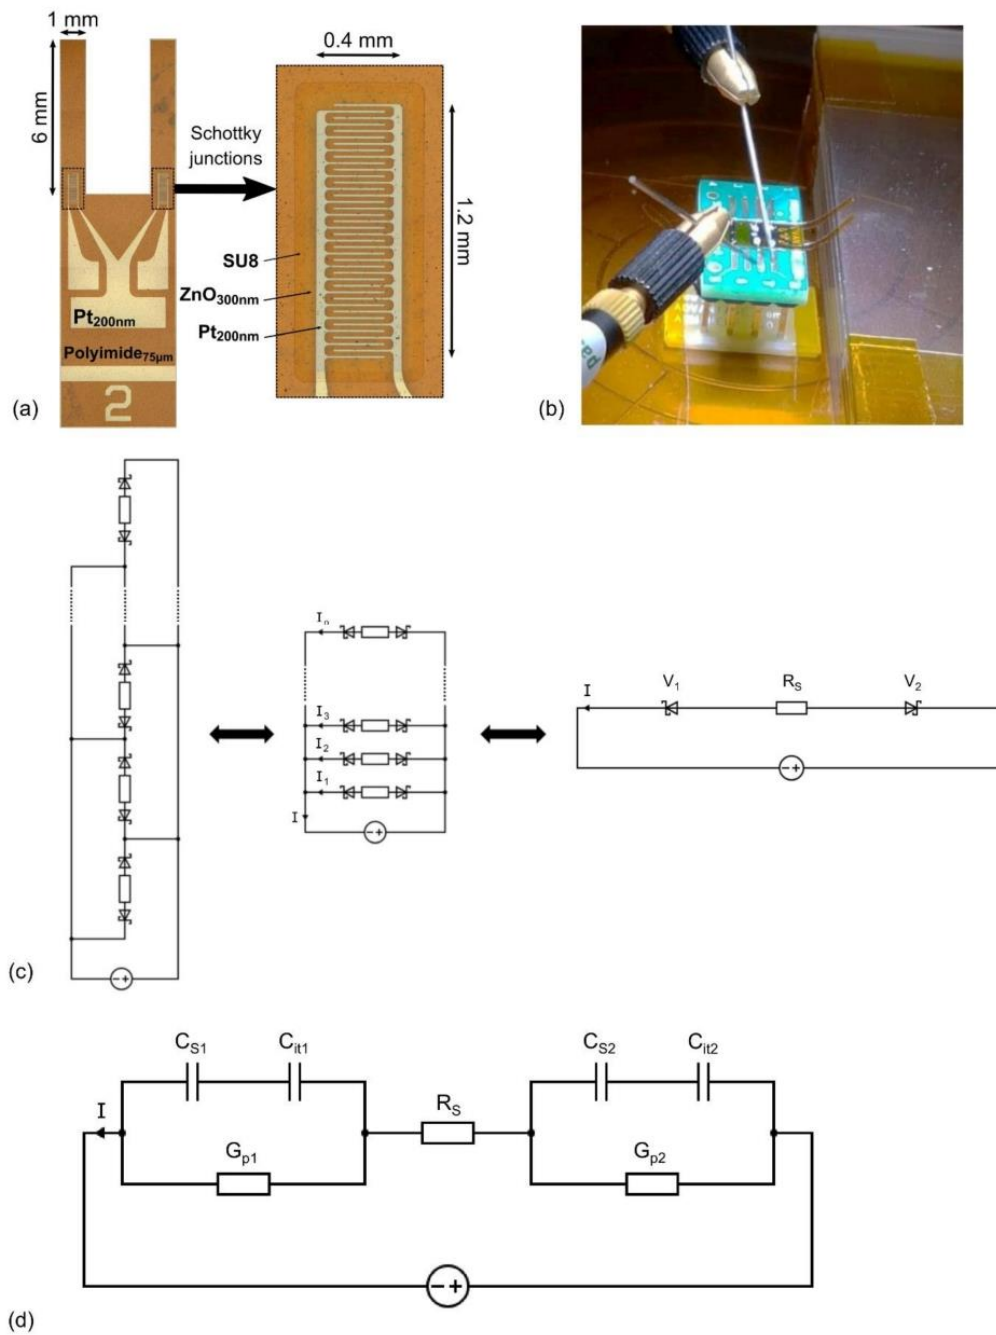 1 mm
6 mm
Schottky
junctions
0.4 mm
1.2 mm
SU8
ZnO300nm
Pt200nm
Pt200nm
Polyimide75μm
2
(a)
(b)
In
I3
I2
I1
I
I
V1
RS
V2
(c)
CS1
Cit1
CS2
Cit2
I
RS
Gp1
Gp2
(d)